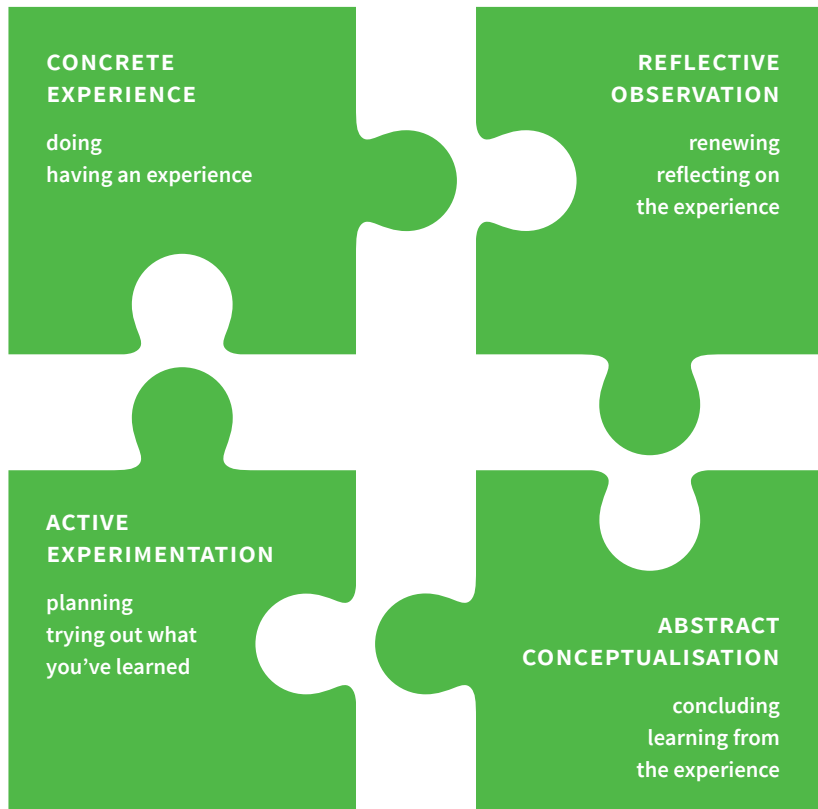 CONCRETE
EXPERIENCE
doing
having an experience
REFLECTIVE
OBSERVATION
renewing
reflecting on
the experience
ACTIVE
EXPERIMENTATION
planning
trying out what
you’ve learned
ABSTRACT
CONCEPTUALISATION
concluding
learning from
the experience